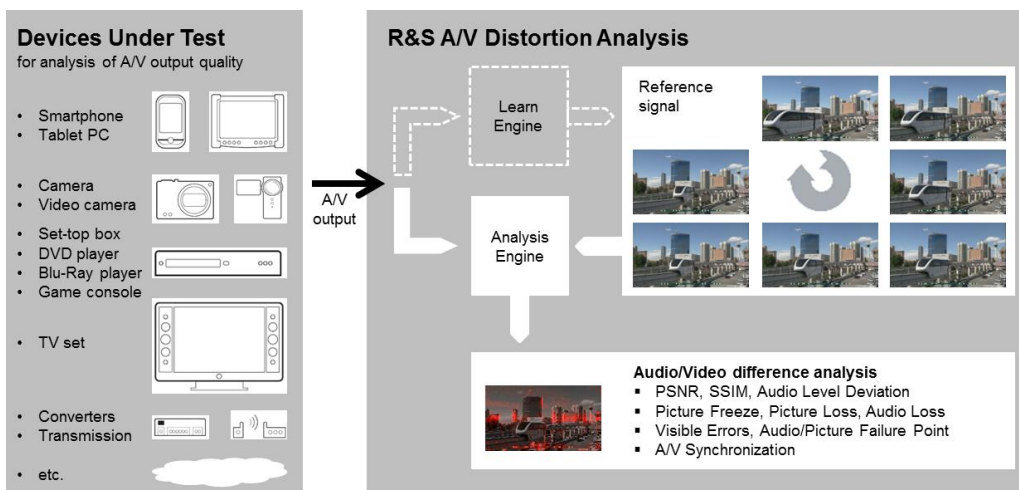 Devices Under Test
for analysis of A/V output quality
• Smartphone
• Tablet PC
• Camera
• Video camera
• Set-top box
• DVD player
• Blu-Ray player
• Game console
• TV set
• Converters
• Transmission
• etc.
A/V
output
R&S A/V Distortion Analysis
Learn
Engine
Reference
signal
Analysis
Engine
Audio/Video difference analysis
▪ PSNR, SSIM, Audio Level Deviation
▪ Picture Freeze, Picture Loss, Audio Loss
▪ Visible Errors, Audio/Picture Failure Point
▪ A/V Synchronization